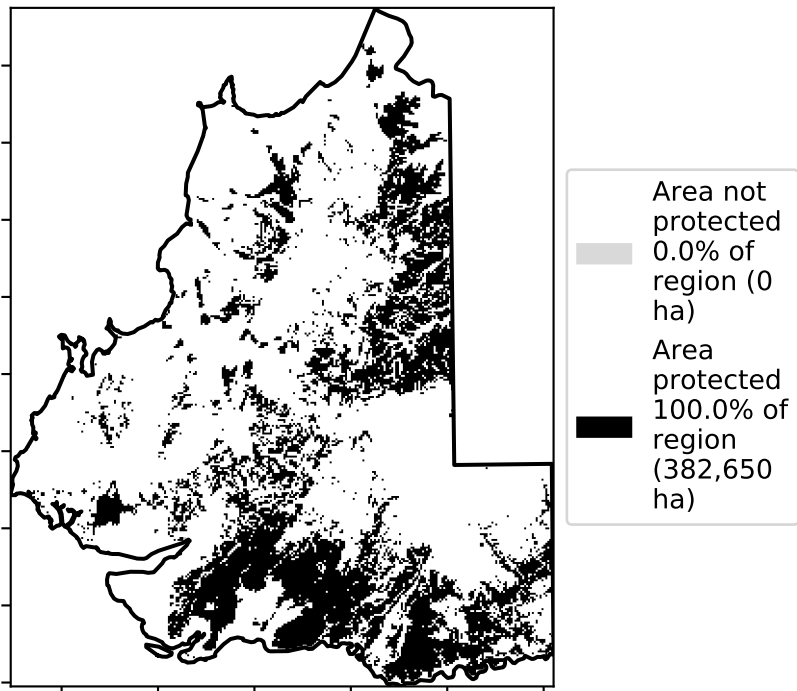 Area not
protected
0.0% of
region (0
ha)
Area
protected
100.0% of
region
(382,650
ha)